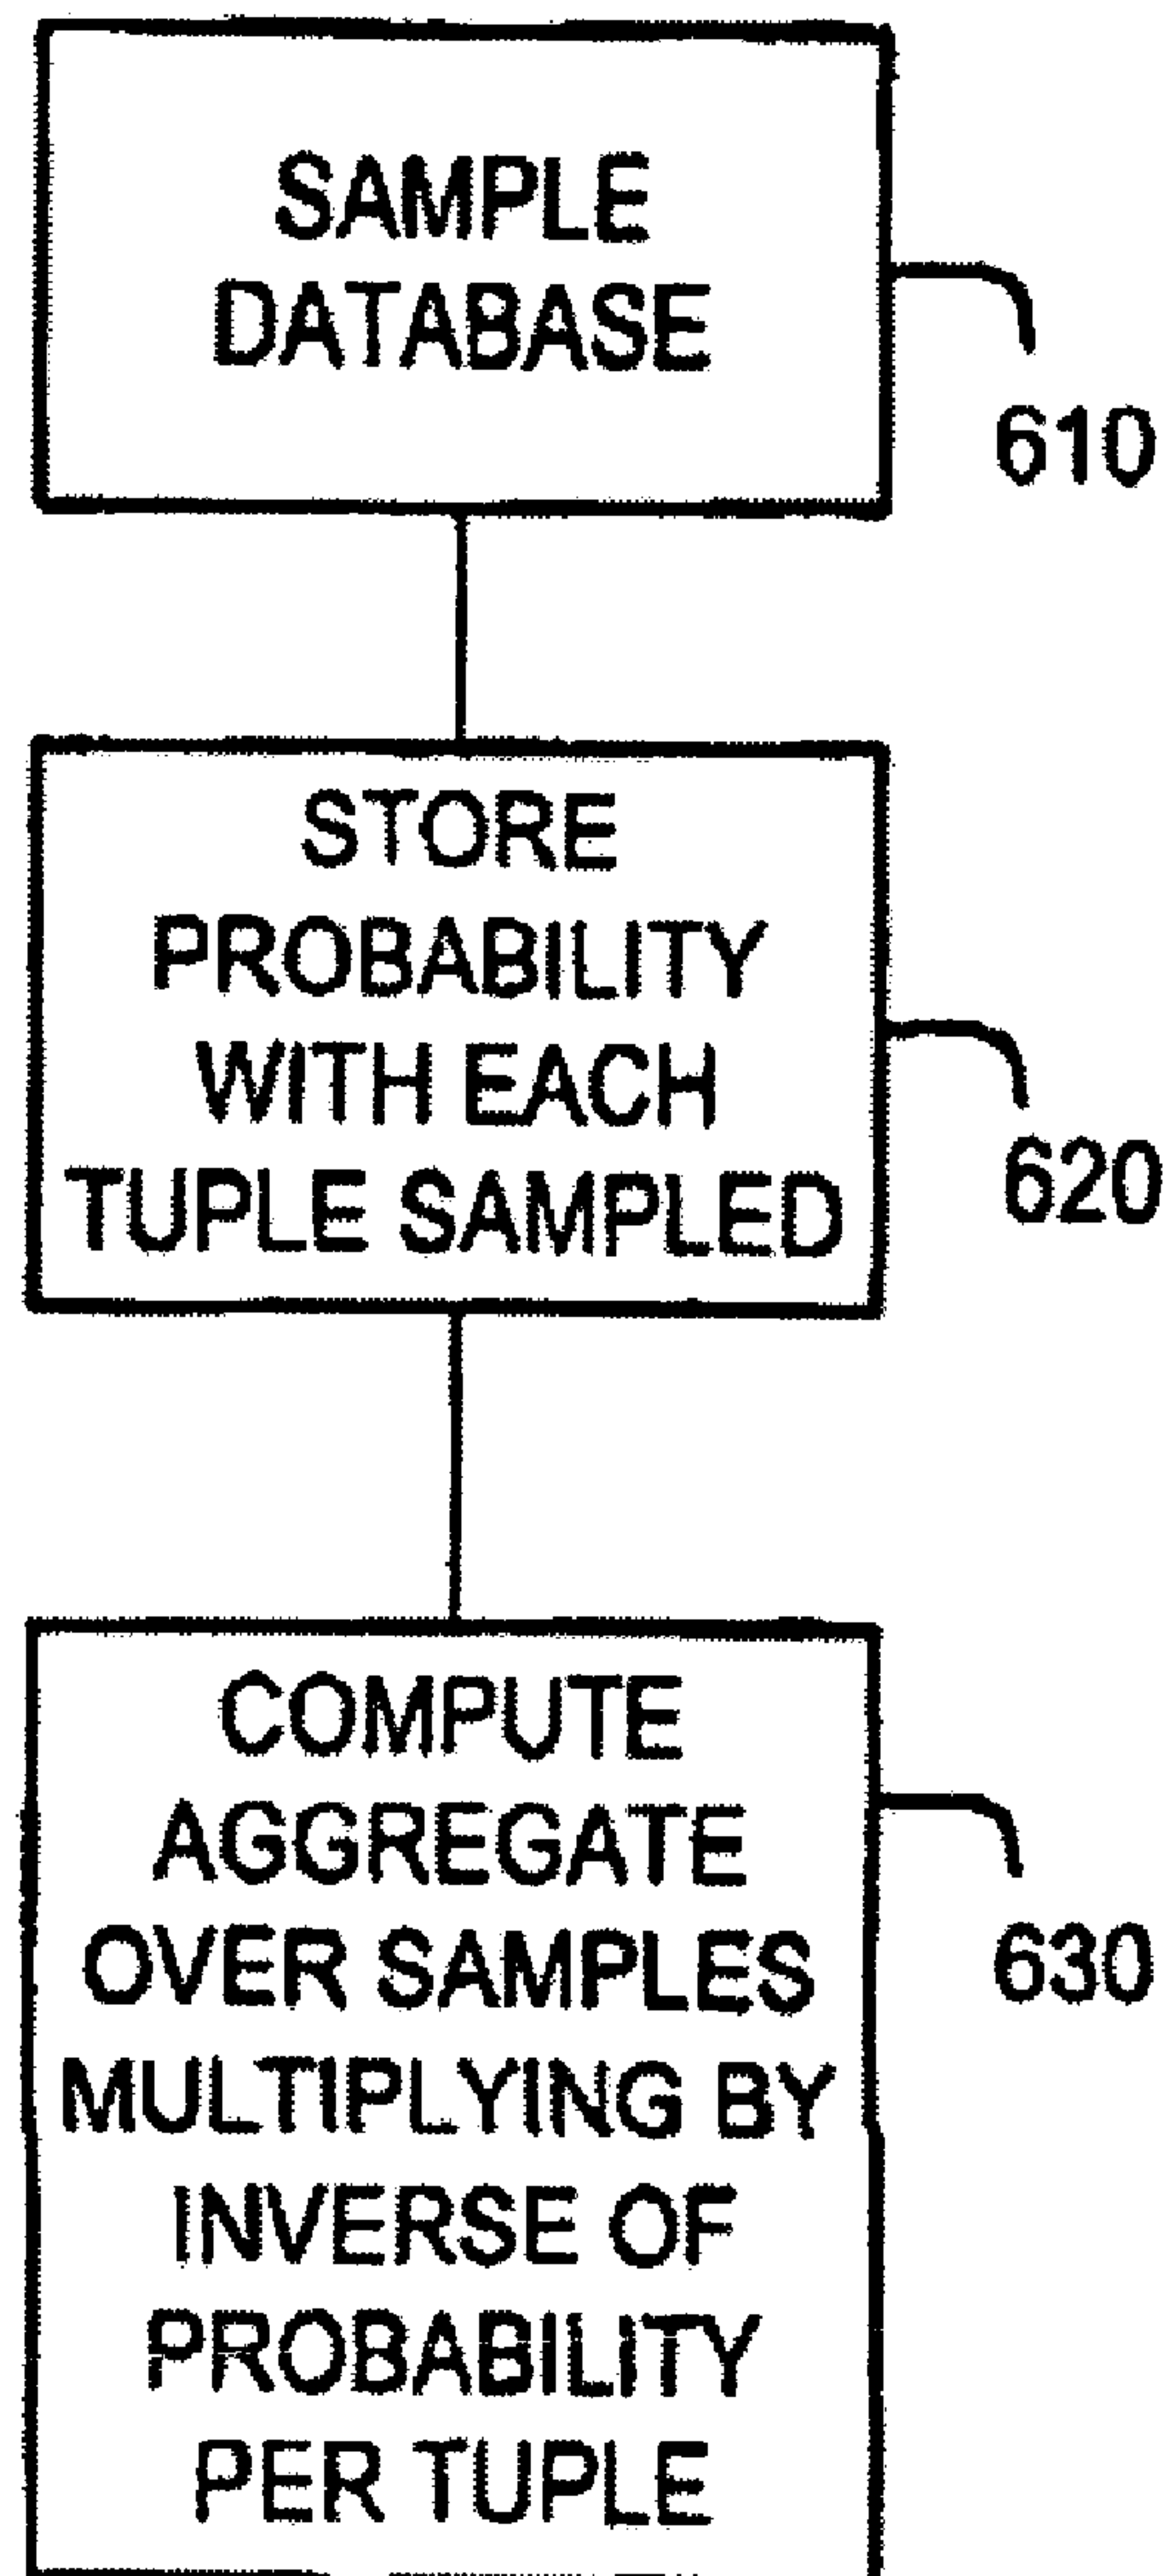 SAMPLE
DATABASE
610
STORE
PROBABILITY
WITH EACH
TUPLE SAMPLED
620
COMPUTE
AGGREGATE
OVER SAMPLES
MULTIPLYING BY
INVERSE OF
PROBABILITY
PER TUPLE
630